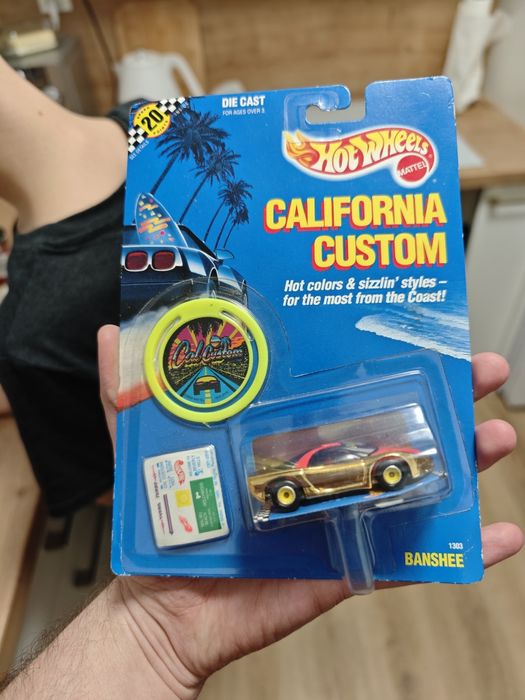 120
DIE CAST
FOR AGES OVER 3
HOT WHEELS
MATTEL
CALIFORNIA
CUSTOM
Hot colors & sizzlin' styles –
for the most from the Coast!
Cal Custom
1303
BANSHEE